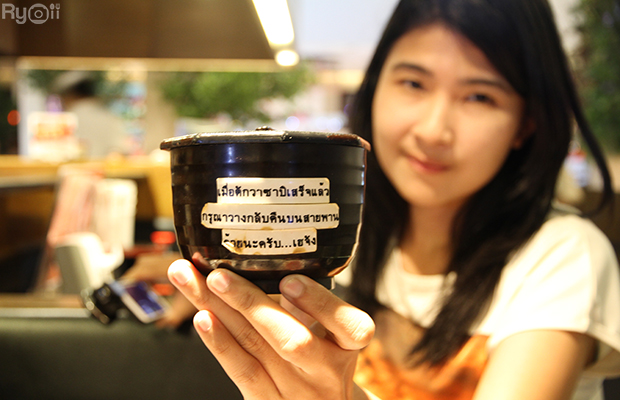 RyOii
เมื่อตักวาซาบิเสร็จแล้ว
กรุณาวางกลับคืนบนสายพาน
ด้วยนะครับ...เฮจัง